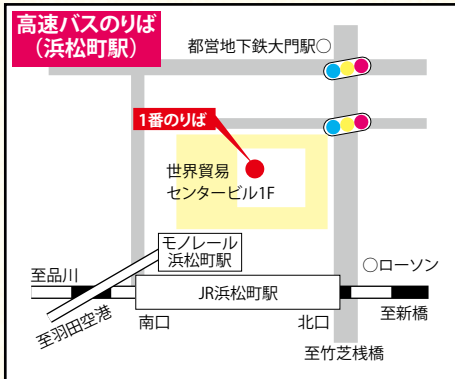 高速バスのりば
（浜松町駅）
都営地下鉄大門駅○
1番のりば
世界貿易
センタービル1F
モノレール
浜松町駅
至品川
○ローソン
JR浜松町駅
至羽田空港
南口
北口
至新橋
至竹芝桟橋